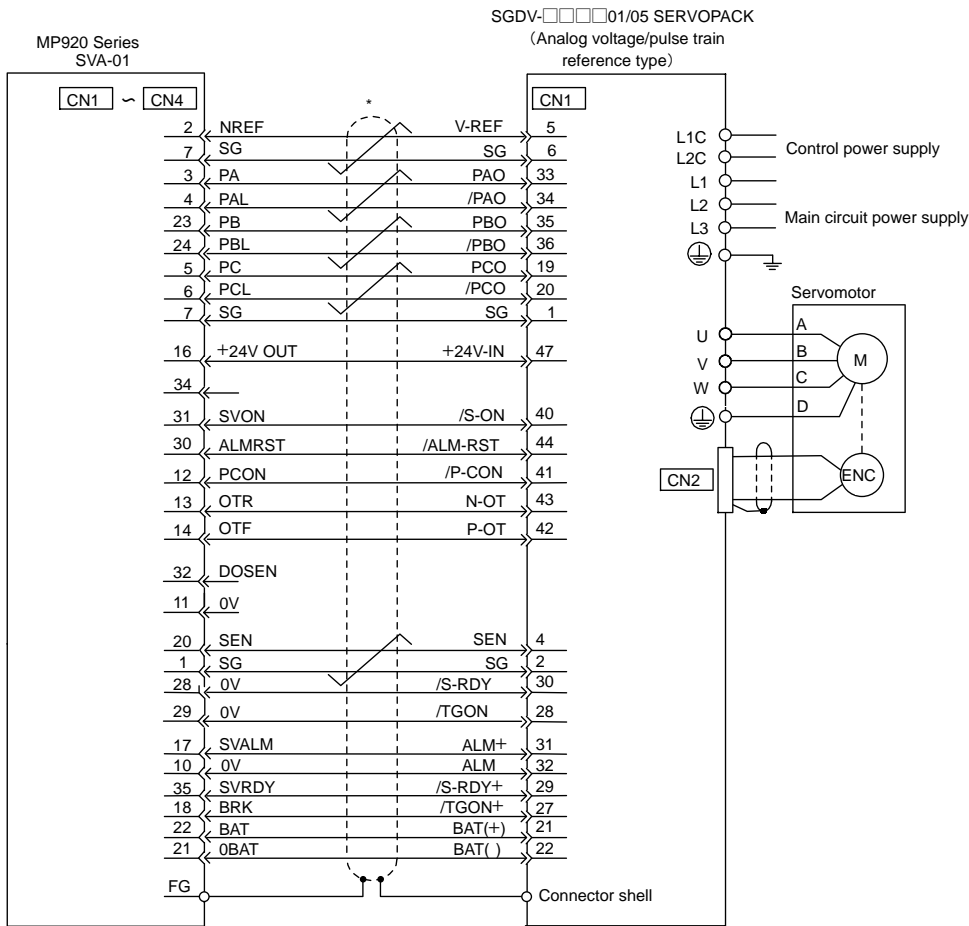 SGDV-□□□□01/05 SERVOPACK
(Analog voltage/pulse train
reference type)
MP920 Series
SVA-01
CN1 ∽ CN4
*
CN1
2 NREF V-REF 5
7 SG SG 6
3 PA PAO 33
4 PAL /PAO 34
23 PB PBO 35
24 PBL /PBO 36
5 PC PCO 19
6 PCL /PCO 20
7 SG SG 1
16 +24V OUT +24V-IN 47
34
31 SVON /S-ON 40
30 ALMRST /ALM-RST 44
12 PCON /P-CON 41
13 OTR N-OT 43
14 OTF P-OT 42
32 DOSEN
11 0V
20 SEN SEN 4
1 SG SG 2
28 0V /S-RDY 30
29 0V /TGON 28
17 SVALM ALM+ 31
10 0V ALM 32
35 SVRDY /S-RDY+ 29
18 BRK /TGON+ 27
22 BAT BAT(+) 21
21 0BAT BAT( ) 22
FG Connector shell
L1C
L2C
Control power supply
L1
L2
L3
Main circuit power supply
Servomotor
U A
V B
W C
D
M
CN2
ENC